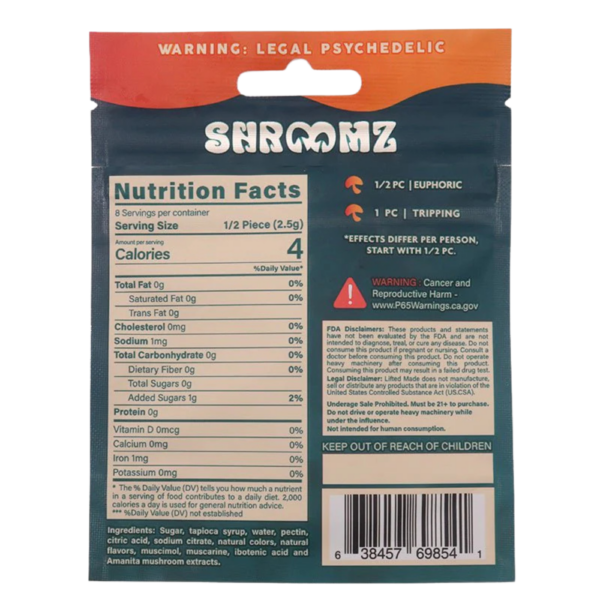 WARNING: LEGAL PSYCHEDELIC
SHROOMZ
Nutrition Facts
8 Servings per container
Serving Size 1/2 Piece (2.5g)
Amount per serving
Calories 4
%Daily Value*
Total Fat 0g 0%
Saturated Fat 0g 0%
Trans Fat 0g
Cholesterol 0mg 0%
Sodium 1mg 0%
Total Carbohydrate 0g 0%
Dietary Fiber 0g 0%
Total Sugars 0g
Added Sugars 1g 2%
Protein 0g
Vitamin D 0mcg 0%
Calcium 0mg 0%
Iron 1mg 0%
Potassium 0mg 0%
* The % Daily Value (DV) tells you how much a nutrient
in a serving of food contributes to a daily diet. 2,000
calories a day is used for general nutrition advice.
*** %Daily Value (DV) not established
Ingredients: Sugar, tapioca syrup, water, pectin,
citric acid, sodium citrate, natural colors, natural
flavors, muscimol, muscarine, ibotenic acid and
Amanita mushroom extracts.
1/2 PC | EUPHORIC
1 PC | TRIPPING
*EFFECTS DIFFER PER PERSON,
START WITH 1/2 PC.
WARNING: Cancer and
Reproductive Harm -
www.P65Warnings.ca.gov
FDA Disclaimers: These products and statements
have not been evaluated by the FDA and are not
intended to diagnose, treat, or cure any disease. Do not
consume this product if pregnant or nursing. Consult a
doctor before consuming this product. Do not operate
heavy machinery after consuming this product.
Consuming this product may result in a failed drug test.
Legal Disclaimer: Lifted Made does not manufacture,
sell or distribute any products that are in violation of the
United States Controlled Substance Act (US.CSA).
Underage Sale Prohibited. Must be 21+ to purchase.
Do not drive or operate heavy machinery while
under the influence.
Not intended for human consumption.
KEEP OUT OF REACH OF CHILDREN
6 38457 69854 1